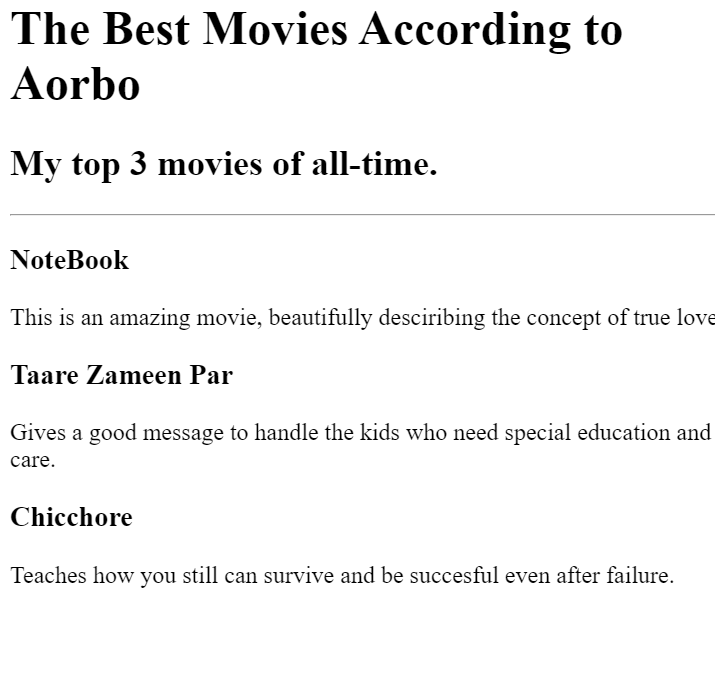 The Best Movies According to
Aorbo
My top 3 movies of all-time.
NoteBook
This is an amazing movie, beautifully desciribing the concept of true love
Taare Zameen Par
Gives a good message to handle the kids who need special education and
care.
Chicchore
Teaches how you still can survive and be succesful even after failure.